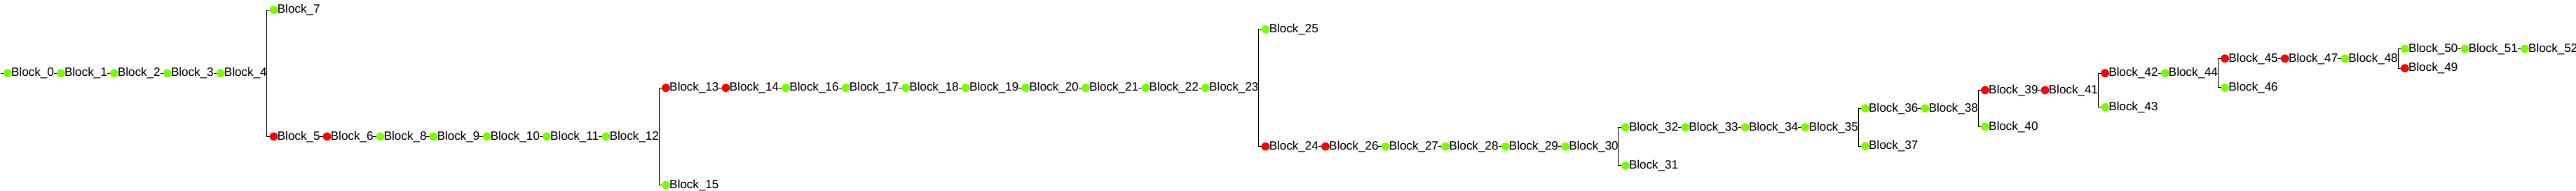 Block_7
Block_0 Block_1 Block_2 Block_3 Block_4
Block_5 Block_6 Block_8 Block_9 Block_10 Block_11 Block_12
Block_13 Block_14 Block_16 Block_17 Block_18 Block_19 Block_20 Block_21 Block_22 Block_23
Block_15
Block_25
Block_24 Block_26 Block_27 Block_28 Block_29 Block_30
Block_32 Block_33 Block_34 Block_35
Block_31
Block_36 Block_38
Block_37
Block_39 Block_41
Block_40
Block_42 Block_44
Block_43
Block_45 Block_47 Block_48
Block_46
Block_50 Block_51 Block_52
Block_49